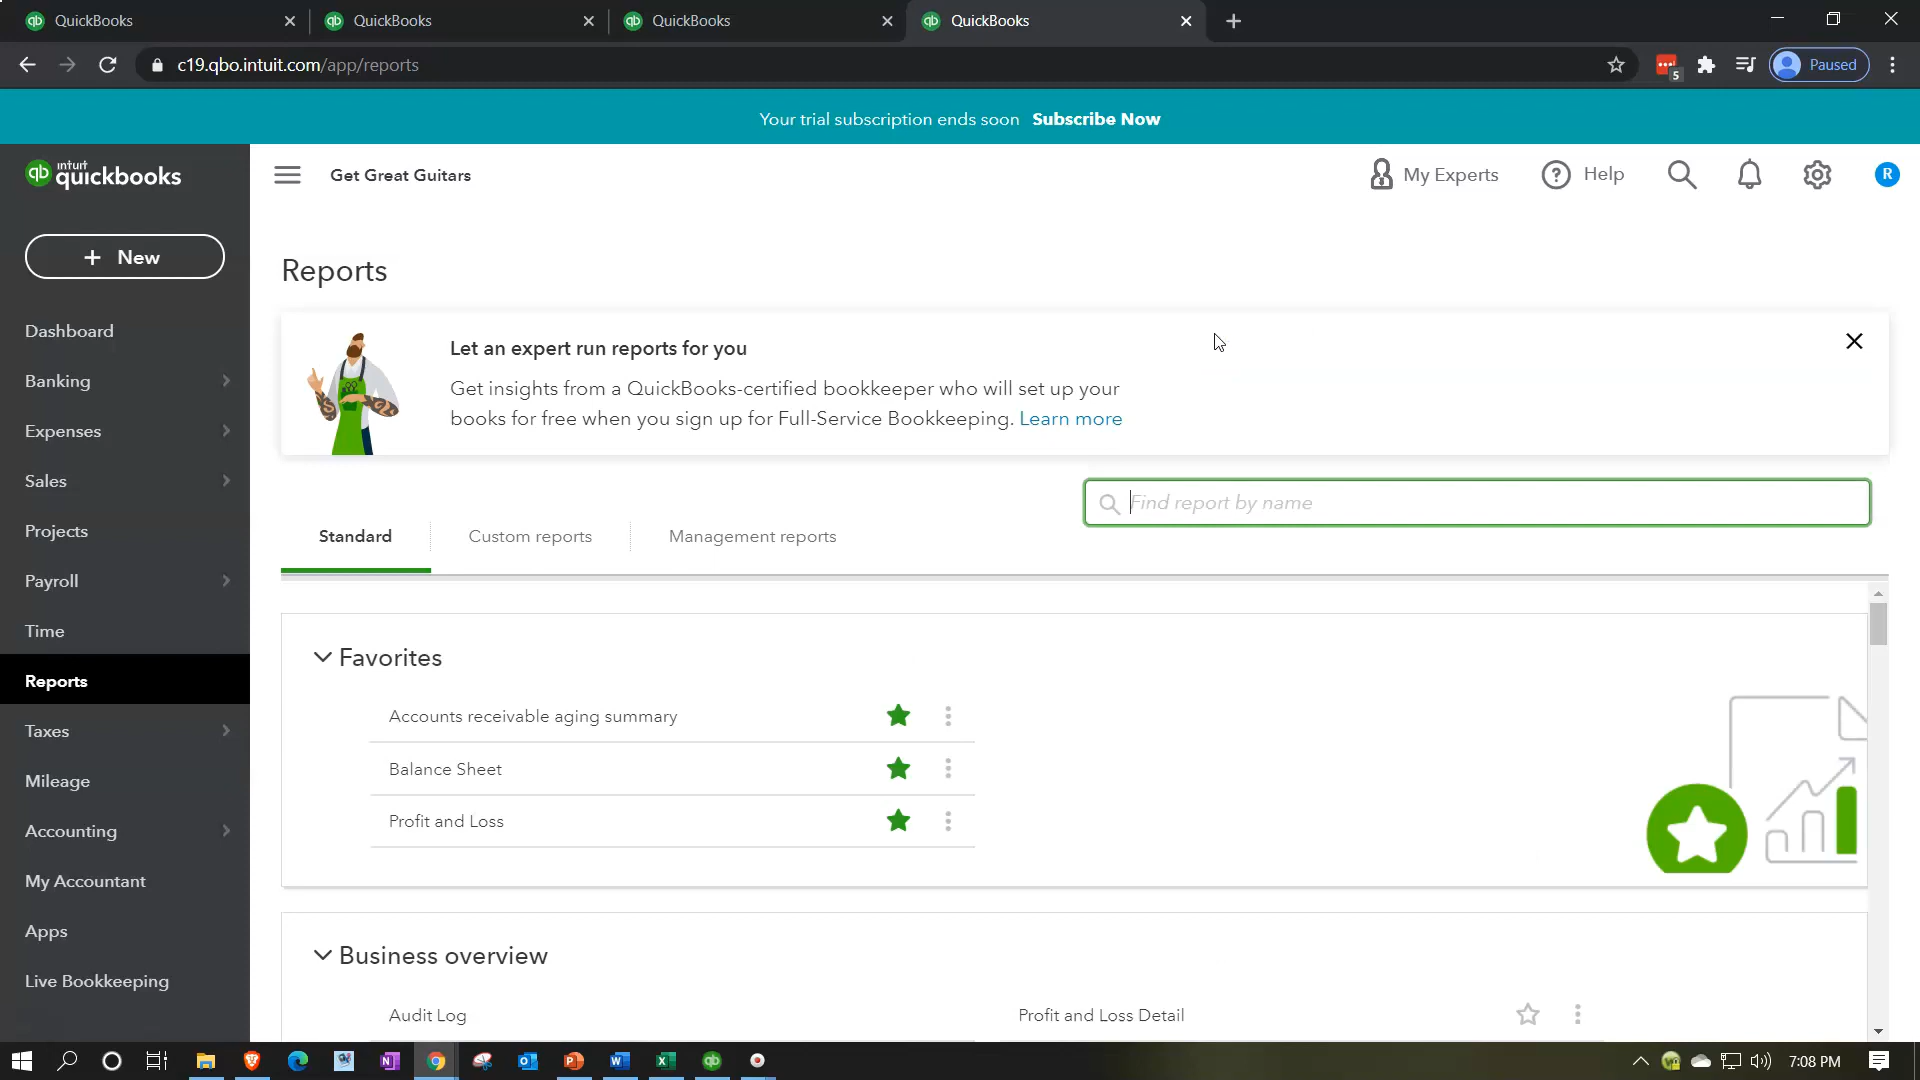 QuickBooks
QuickBooks
QuickBooks
QuickBooks
c19.qbo.intuit.com/app/reports
5
Paused
Your trial subscription ends soon Subscribe Now
qb intuit quickbooks
Get Great Guitars
My Experts
Help
R
+ New
Reports
Dashboard
Banking
Expenses
Sales
Projects
Payroll
Time
Reports
Taxes
Mileage
Accounting
My Accountant
Apps
Live Bookkeeping
Let an expert run reports for you
Get insights from a QuickBooks-certified bookkeeper who will set up your
books for free when you sign up for Full-Service Bookkeeping. Learn more
Find report by name
Standard
Custom reports
Management reports
Favorites
Accounts receivable aging summary
Balance Sheet
Profit and Loss
Business overview
Audit Log
Profit and Loss Detail
7:08 PM